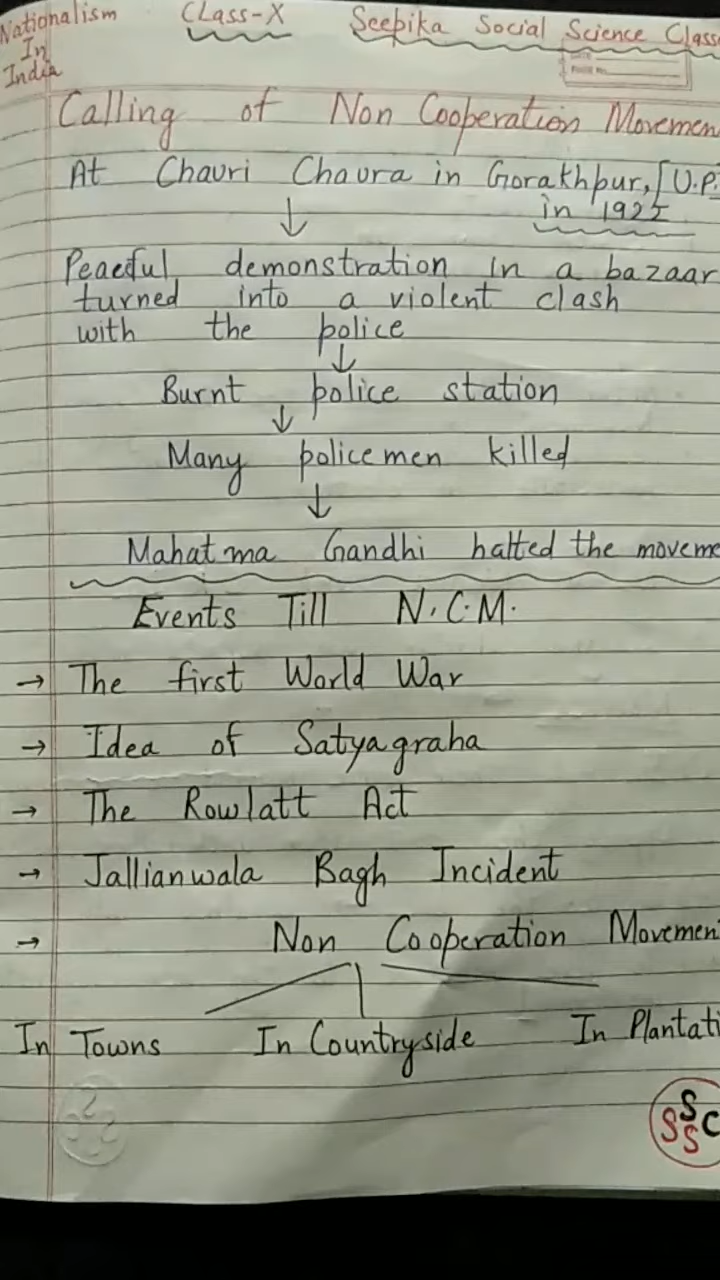 Nationalism
In
India
CLass-X
Seepika Social Science Class
Calling of Non Cooperation Movemen
At Chauri Chaura in Gorakhpur, [U.P.
in 1922
Peaceful demonstration in a bazaar
turned into a violent clash
with the police
Burnt police station
Many policemen killed
Mahatma Gandhi halted the moveme
Events Till N.C.M.
→ The first World War
→ Idea of Satyagraha
→ The Rowlatt Act
→ Jallianwala Bagh Incident
→ Non Cooperation Movemen
In Towns In Countryside In Plantati
SSSC